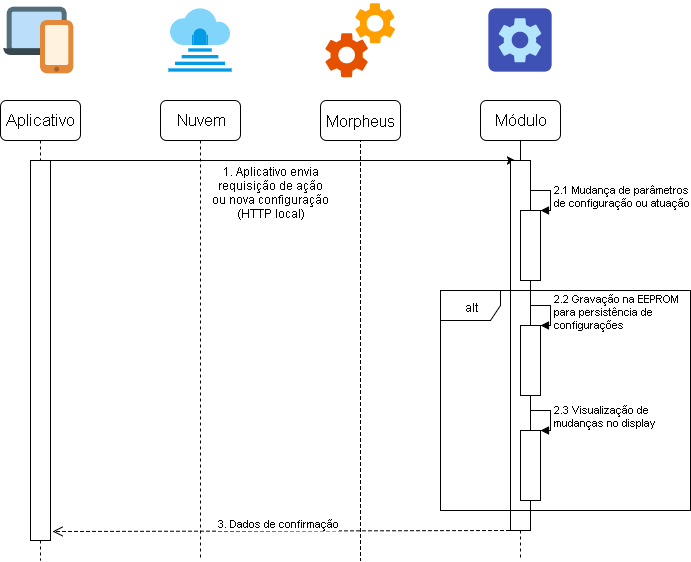 Aplicativo
Nuvem
Morpheus
Módulo
1. Aplicativo envia
requisição de ação
ou nova configuração
(HTTP local)
2.1 Mudança de parâmetros
de configuração ou atuação
alt
2.2 Gravação na EEPROM
para persistência de
configurações
2.3 Visualização de
mudanças no display
3. Dados de confirmação